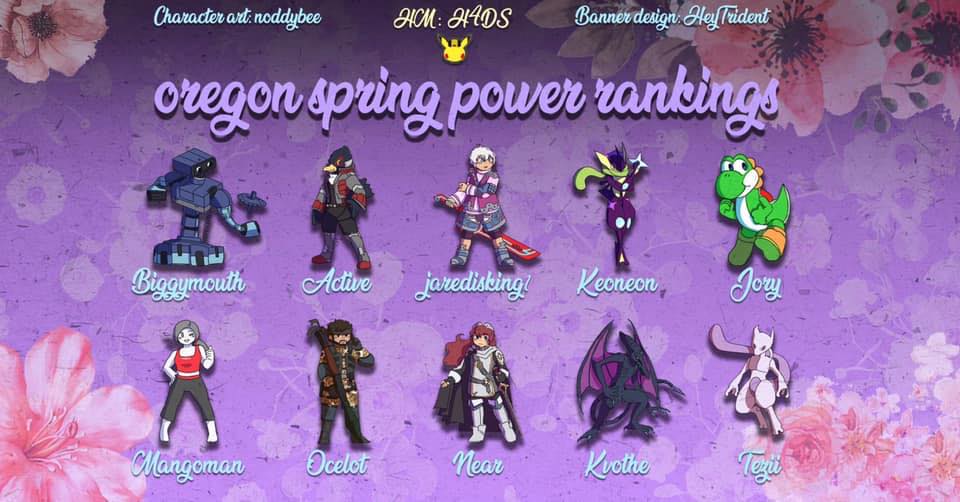 Character art: noddybee
HM: H4DS
Banner design: HeyTrident
oregon spring power rankings
Biggymouth
Active
jaredisking1
Keoneon
Jory
Mangoman
Ocelot
Near
Kvothe
Tezii